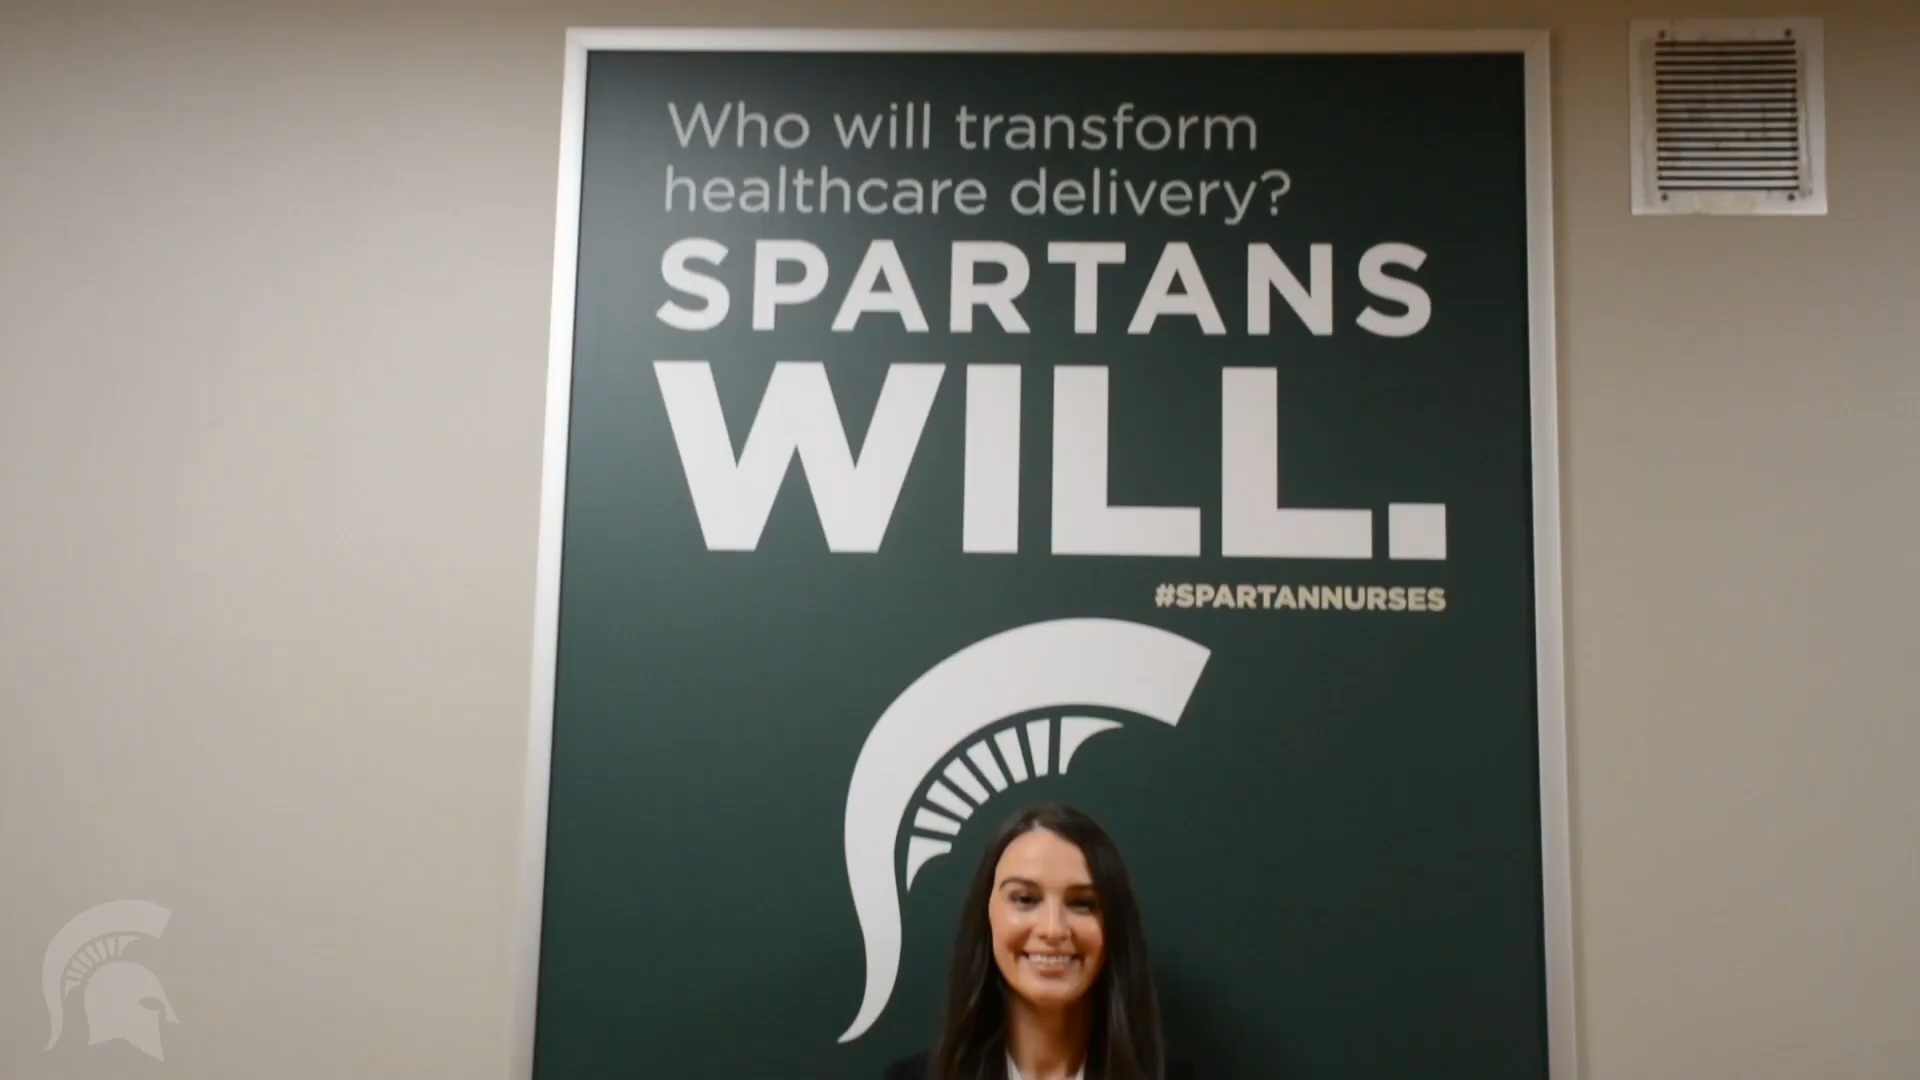 Who will transform
healthcare delivery?
SPARTANS
WILL.
#SPARTANNURSES